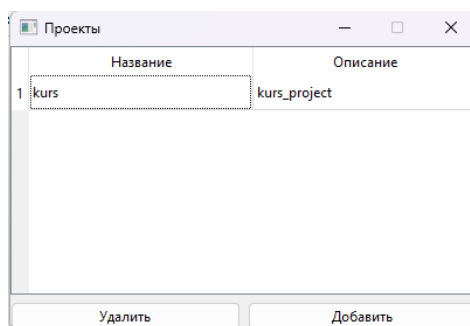 Проекты
Название Описание
1 kurs kurs_project
Удалить Добавить